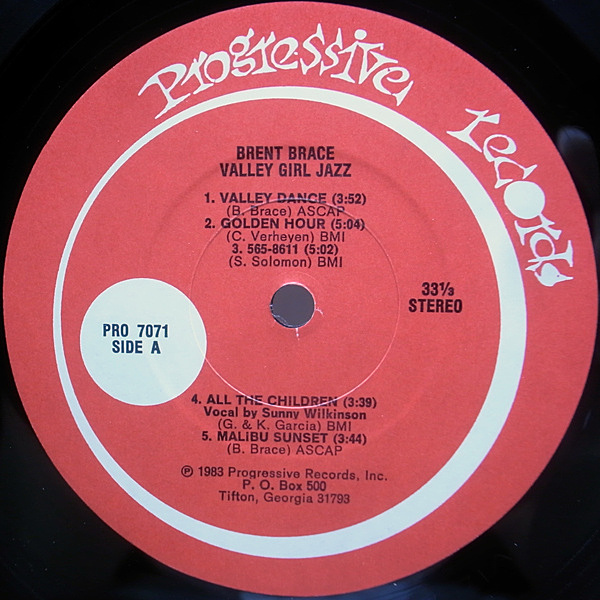 Progressive records
BRENT BRACE
VALLEY GIRL JAZZ
1. VALLEY DANCE (3:52)
(B. Brace) ASCAP
2. GOLDEN HOUR (5:04)
(C. Verheyen) BMI
3. 565-8611 (5:02)
(S. Solomon) BMI
33⅓
STEREO
PRO 7071
SIDE A
4. ALL THE CHILDREN (3:39)
Vocal by Sunny Wilkinson
(G. & K. Garcia) BMI
5. MALIBU SUNSET (3:44)
(B. Brace) ASCAP
℗ 1983 Progressive Records, Inc.
P. O. Box 500
Tifton, Georgia 31793